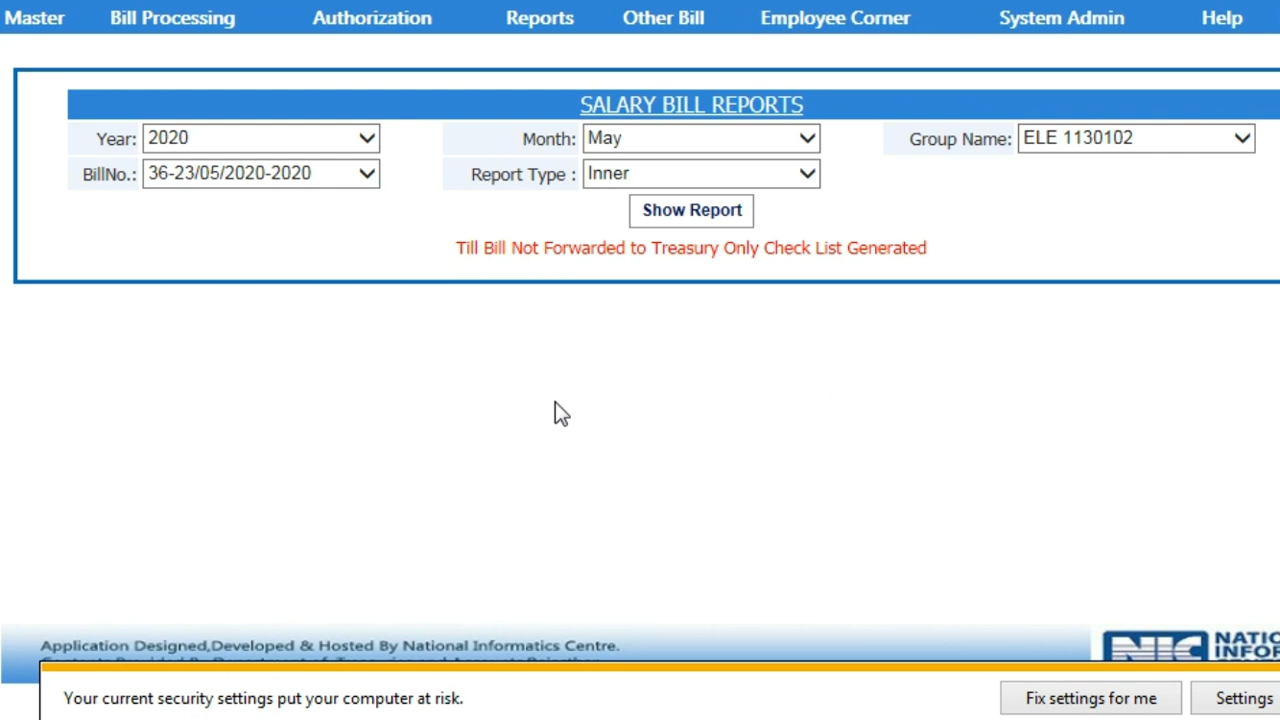 Master Bill Processing Authorization Reports Other Bill Employee Corner System Admin Help
SALARY BILL REPORTS
Year: 2020 Month: May Group Name: ELE 1130102
BillNo.: 36-23/05/2020-2020 Report Type : Inner
Show Report
Till Bill Not Forwarded to Treasury Only Check List Generated
Application Designed,Developed & Hosted By National Informatics Centre.
NIC
Your current security settings put your computer at risk. Fix settings for me Settings